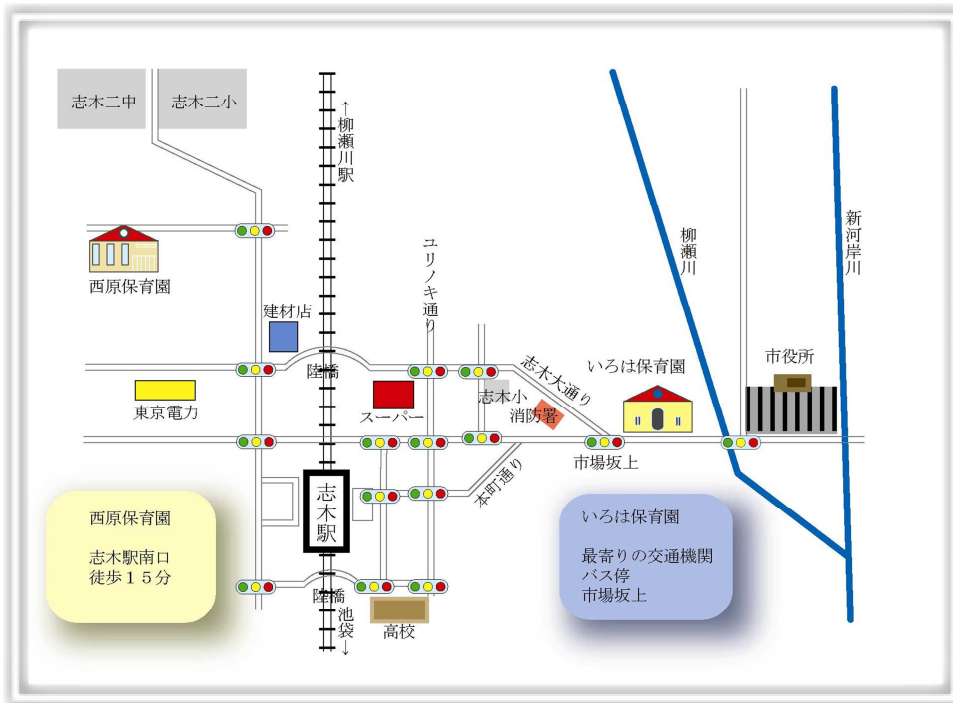 志木二中
志木二小
←柳瀬川駅
西原保育園
建材店
ユリノキ通り
柳瀬川
新河岸川
陸橋
東京電力
スーパー
志木小
消防署
志木大通り
いろは保育園
市役所
市場坂上
本町通り
志木駅
西原保育園
志木駅南口
徒歩１５分
いろは保育園
最寄りの交通機関
バス停
市場坂上
陸橋
池袋→
高校